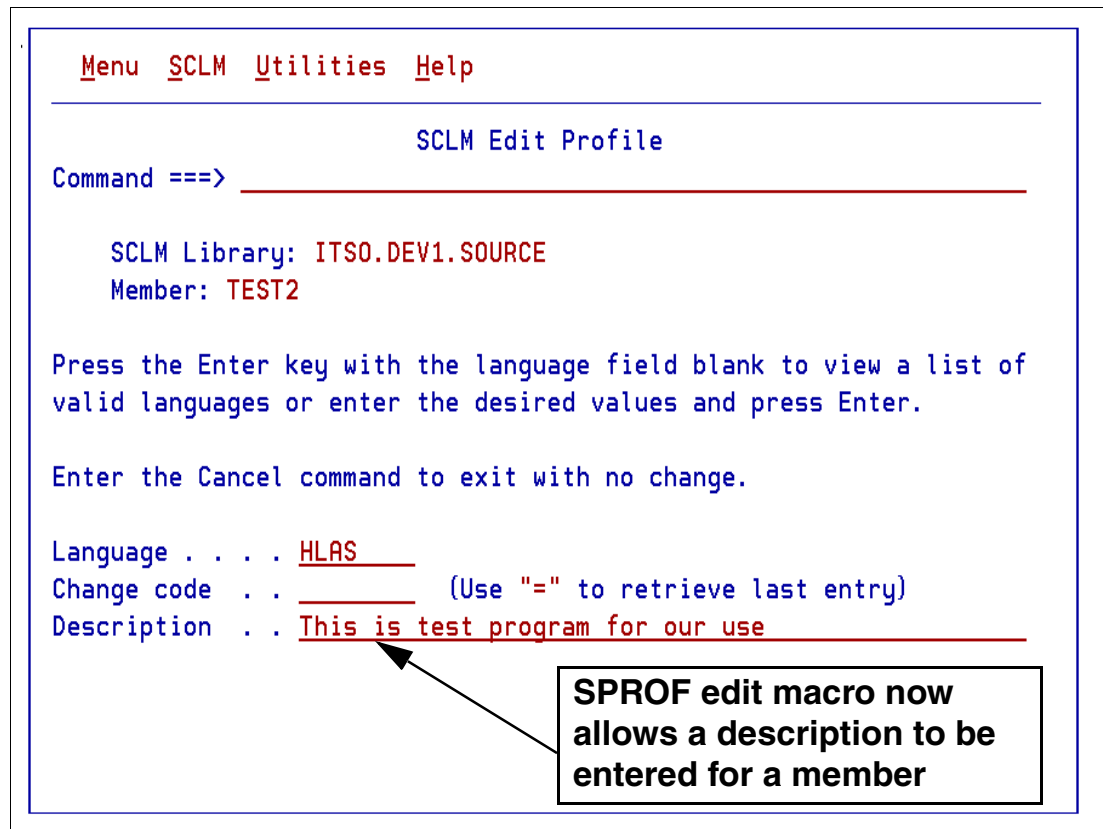 Menu SCLM Utilities Help
SCLM Edit Profile
Command ===>
SCLM Library: ITSO.DEV1.SOURCE
Member: TEST2
Press the Enter key with the language field blank to view a list of
valid languages or enter the desired values and press Enter.
Enter the Cancel command to exit with no change.
Language . . . . HLAS
Change code . . (Use "=" to retrieve last entry)
Description . . This is test program for our use
SPROF edit macro now
allows a description to be
entered for a member